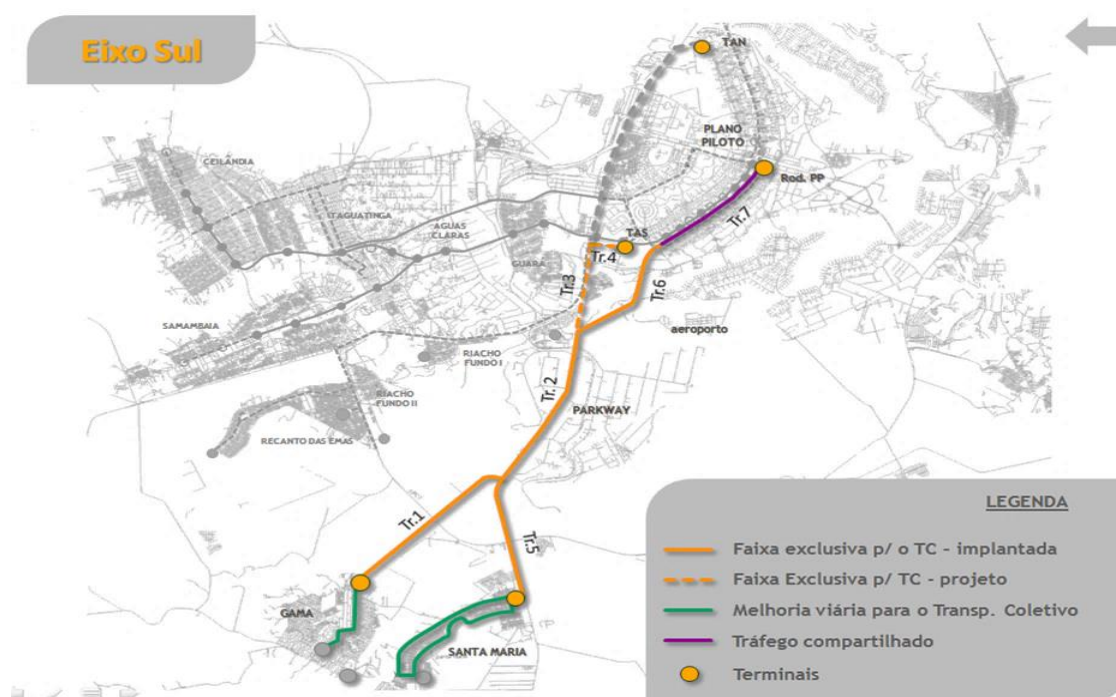 Eixo Sul
TAN
PLANO
PILOTO
CEILÂNDIA
Rod. PP
TAGUATINGA
AGUAS
CLARAS
TAS
Tr.7
GUARÁ
Tr.4
Tr.3
Tr.6
SAMAMBAIA
aeroporto
RIACHO
FUNDO I
Tr. 2
RIACHO
FUNDO II
PARKWAY
RECANTO DAS EMAS
LEGENDA
Tr.1
Tr.5
Faixa exclusiva p/ o TC - implantada
Faixa Exclusiva p/ TC - projeto
GAMA
Melhoria viária para o Transp. Coletivo
Tráfego compartilhado
SANTA MARIA
Terminais